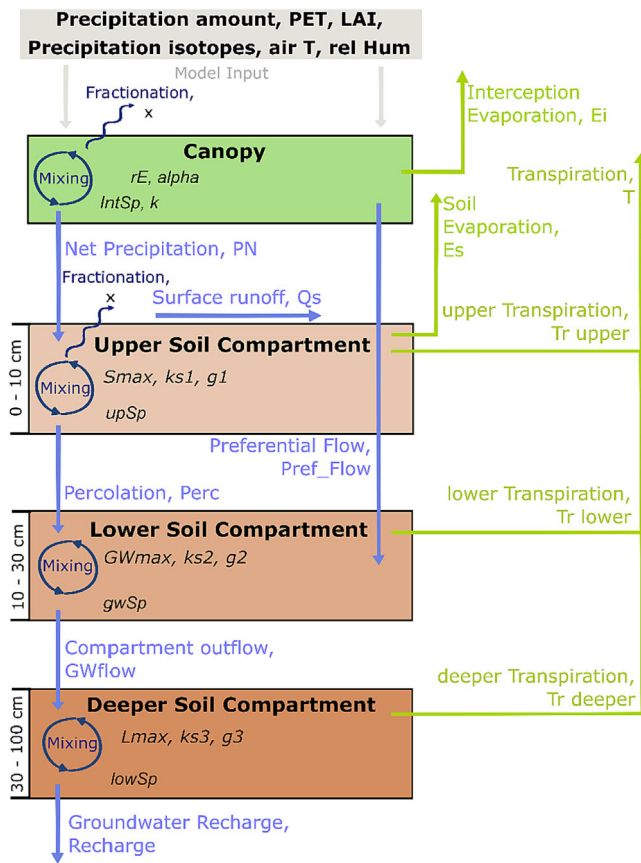 Precipitation amount, PET, LAI,
Precipitation isotopes, air T, rel Hum
Model Input
Fractionation,
x
Interception
Evaporation, Ei
Canopy
Mixing
rE, alpha
IntSp, k
Transpiration,
T
Soil
Evaporation,
Es
Net Precipitation, PN
Fractionation,
x
Surface runoff, Qs
upper Transpiration,
Tr upper
0 - 10 cm
Upper Soil Compartment
Mixing
Smax, ks1, g1
upSp
Preferential Flow,
Pref_Flow
Percolation, Perc
lower Transpiration,
Tr lower
10 - 30 cm
Lower Soil Compartment
Mixing
GWmax, ks2, g2
gwSp
Compartment outflow,
GWflow
deeper Transpiration,
Tr deeper
30 - 100 cm
Deeper Soil Compartment
Mixing
Lmax, ks3, g3
lowSp
Groundwater Recharge,
Recharge